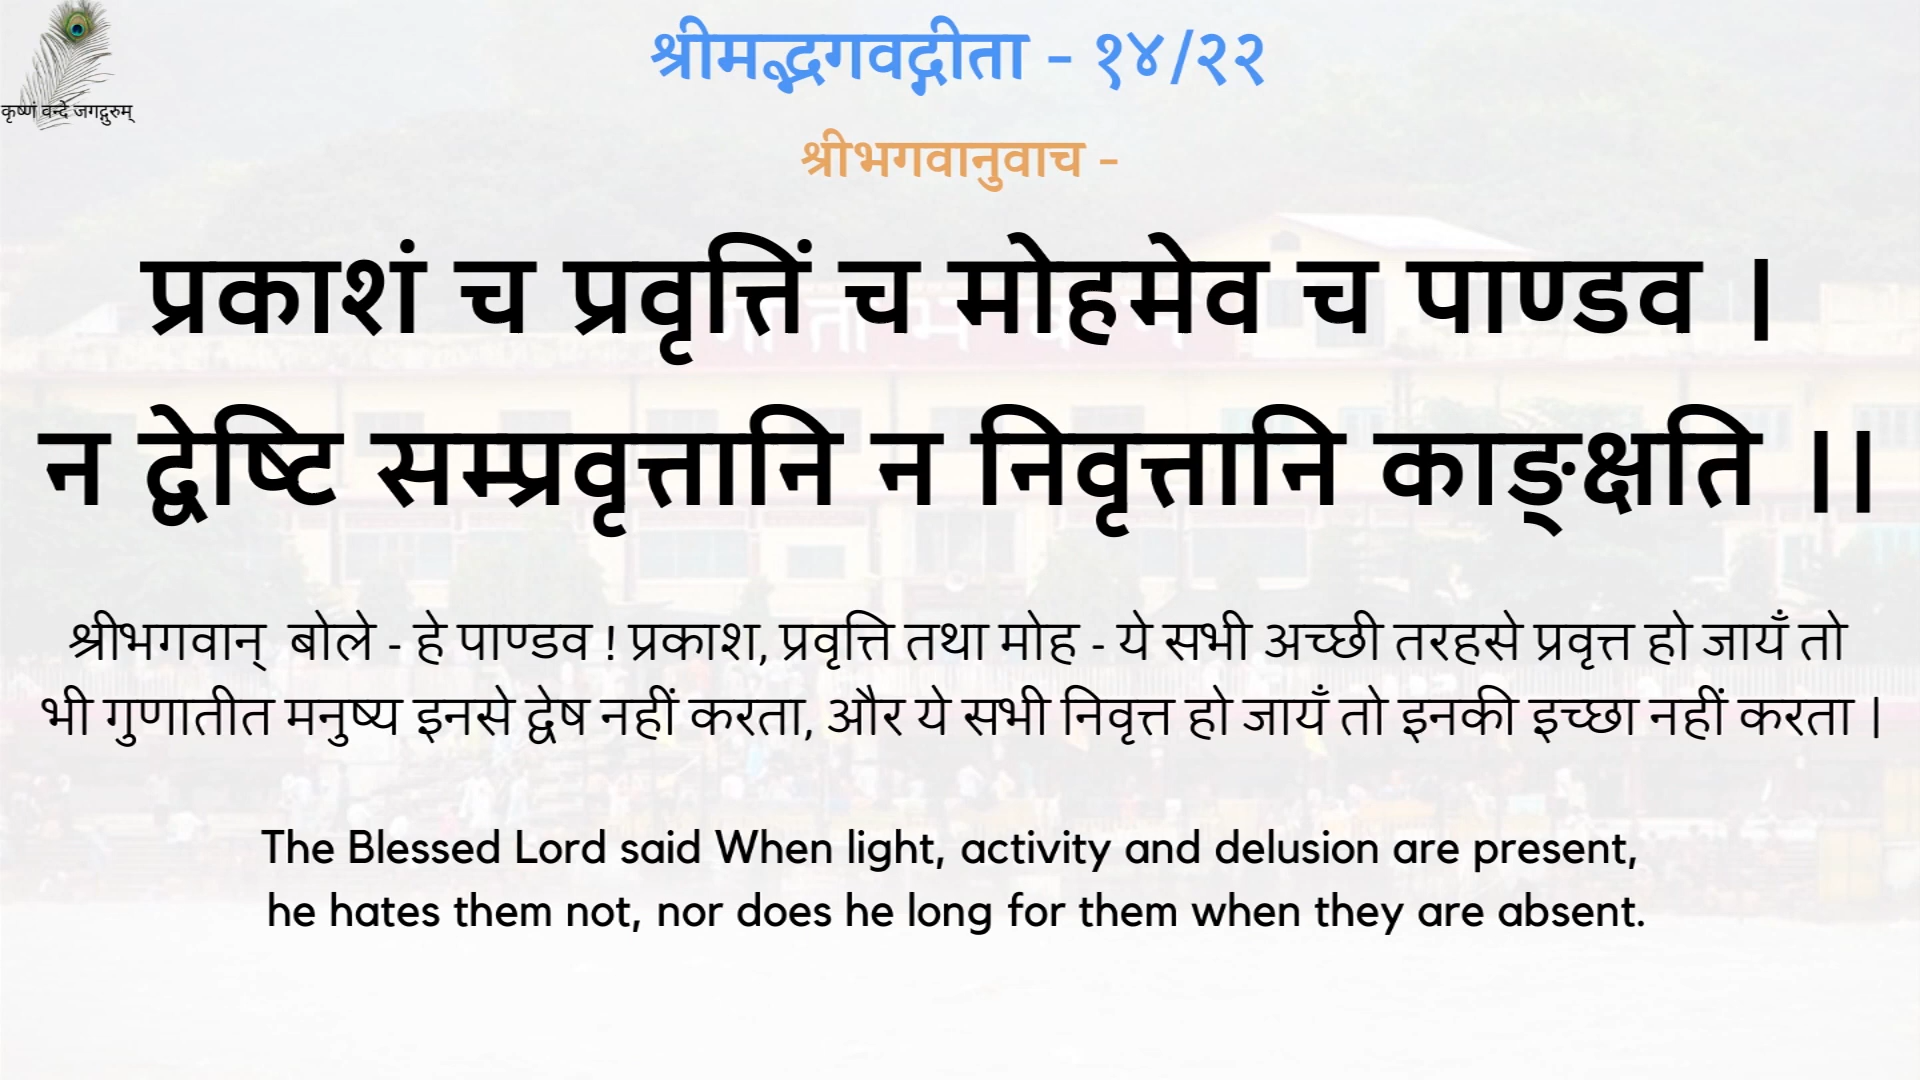 श्रीमद्भगवद्गीता - १४/२२
कृष्णं वन्दे जगद्गुरुम्
श्रीभगवानुवाच -
प्रकाशं च प्रवृत्तिं च मोहमेव च पाण्डव ।
न द्वेष्टि सम्प्रवृत्तानि न निवृत्तानि काङ्क्षति ।।
श्रीभगवान् बोले - हे पाण्डव ! प्रकाश, प्रवृत्ति तथा मोह - ये सभी अच्छी तरहसे प्रवृत्त हो जायँ तो
भी गुणातीत मनुष्य इनसे द्वेष नहीं करता, और ये सभी निवृत्त हो जायँ तो इनकी इच्छा नहीं करता |
The Blessed Lord said When light, activity and delusion are present,
he hates them not, nor does he long for them when they are absent.